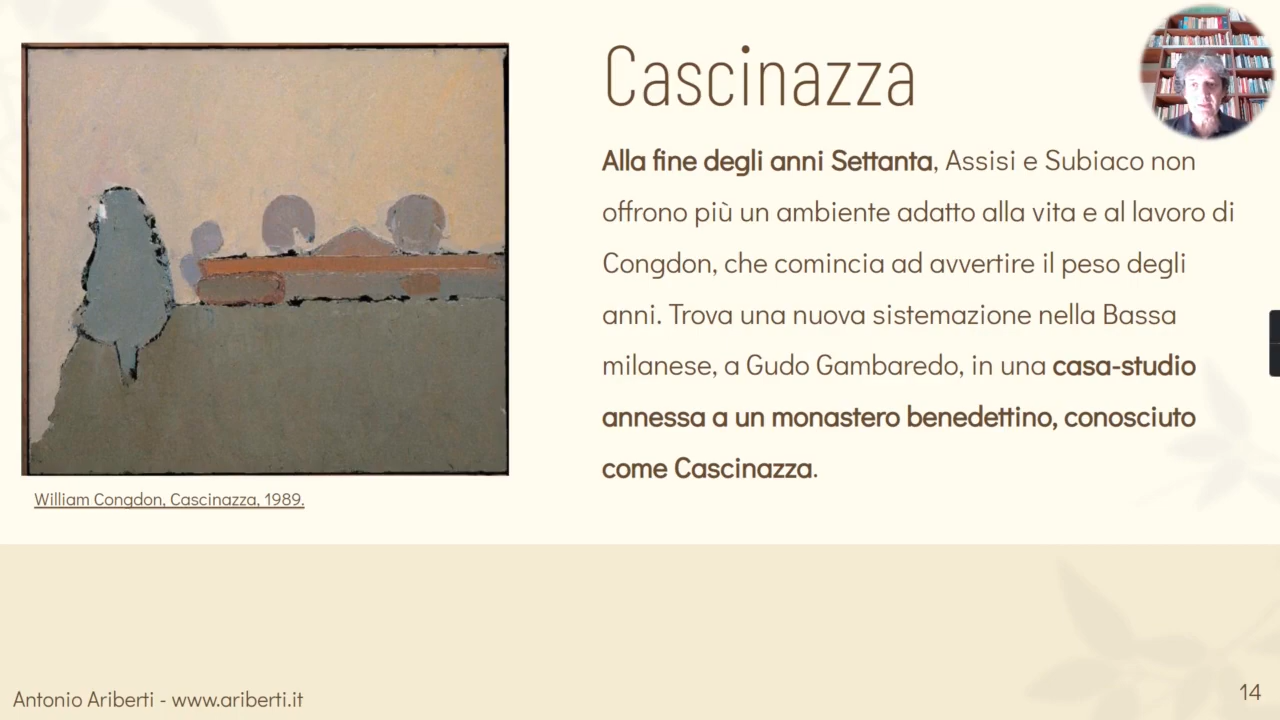 Cascinazza
Alla fine degli anni Settanta, Assisi e Subiaco non
offrono più un ambiente adatto alla vita e al lavoro di
Congdon, che comincia ad avvertire il peso degli
anni. Trova una nuova sistemazione nella Bassa
milanese, a Gudo Gambaredo, in una casa-studio
annessa a un monastero benedettino, conosciuto
come Cascinazza.
William Congdon, Cascinazza, 1989.
Antonio Ariberti - www.ariberti.it
14